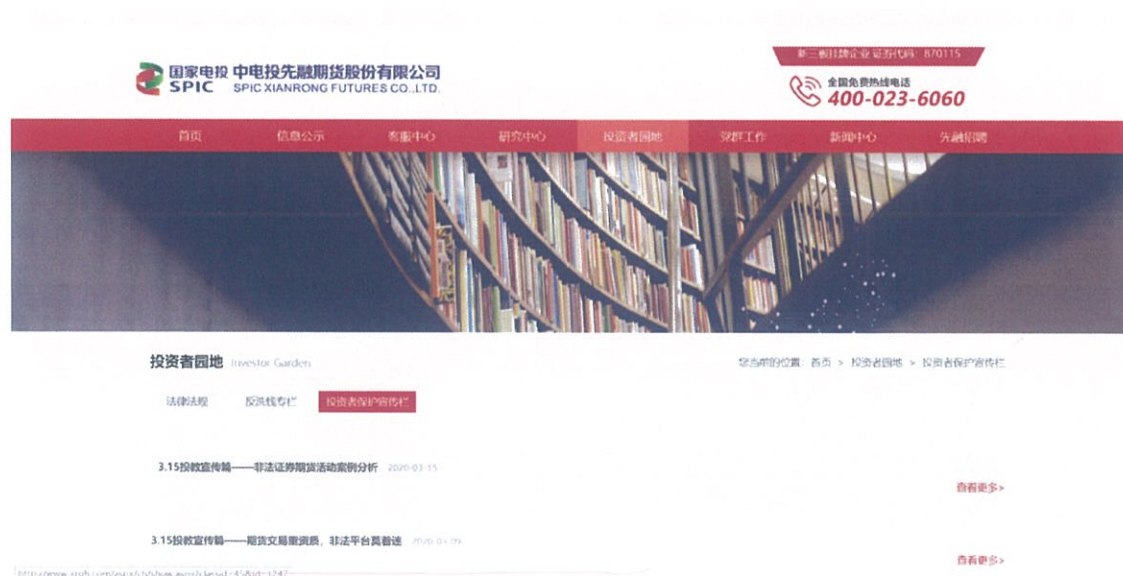 新三板挂牌企业 证券代码：870115
国家电投 中电投先融期货股份有限公司
SPIC SPIC XIANRONG FUTURES CO.,LTD.
全国免费热线电话
400-023-6060
首页 信息公示 客服中心 研究中心 投资者园地 党群工作 新闻中心 先融招聘
投资者园地 Investor Garden
您当前的位置：首页 > 投资者园地 > 投资者保护宣传栏
法律法规 反洗钱专栏 投资者保护宣传栏
3.15投教宣传篇——非法证券期货活动案例分析 2020-03-15
查看更多>
3.15投教宣传篇——期货交易重资质，非法平台莫着迷 2020-03-09
查看更多>